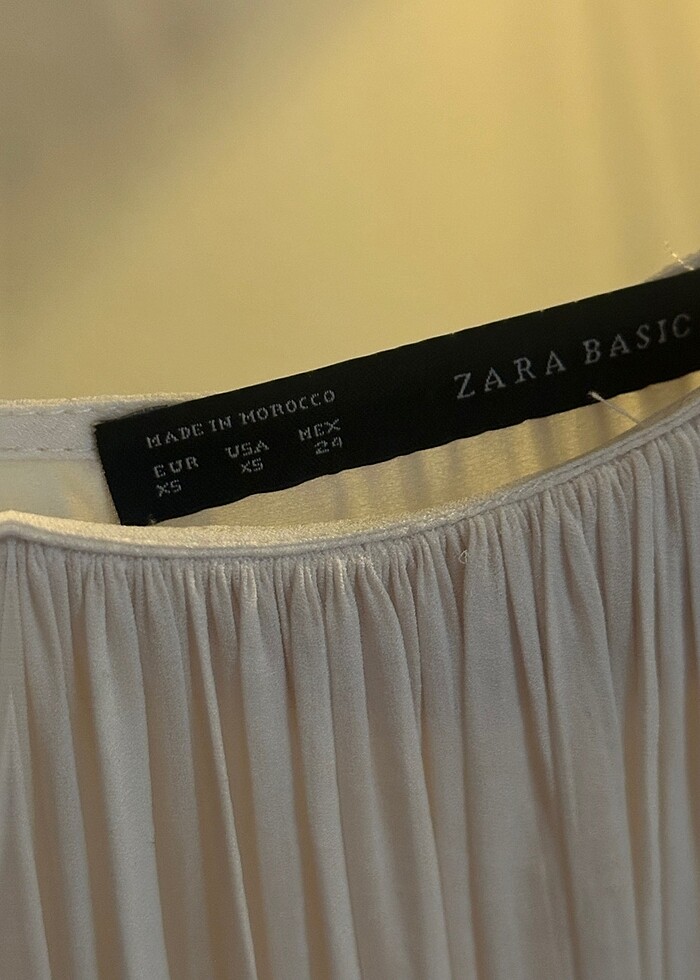 MADE IN MOROCCO
EUR USA MEX
XS XS 24
ZARA BASIC